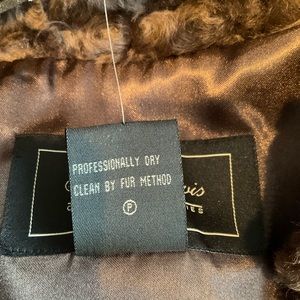 PROFESSIONALLY DRY
CLEAN BY FUR METHOD
P